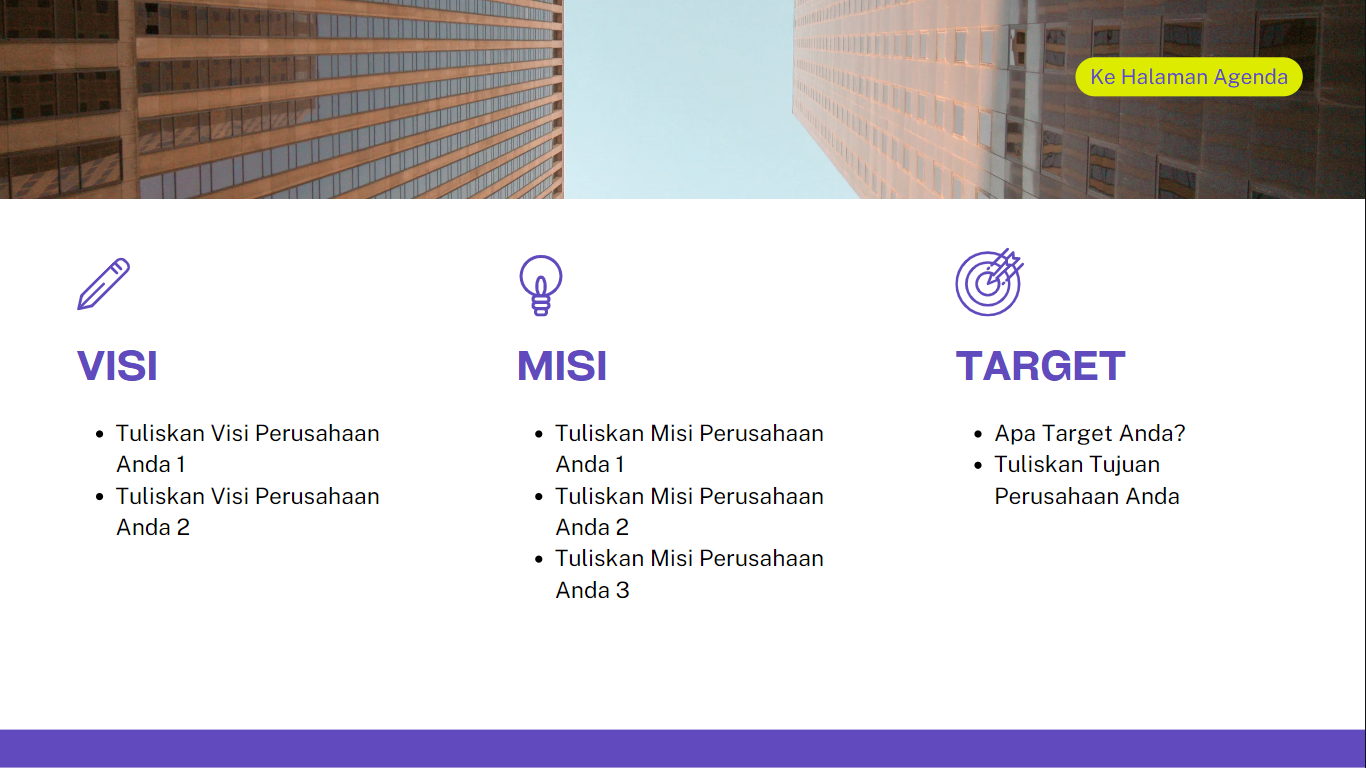 Ke Halaman Agenda
VISI
• Tuliskan Visi Perusahaan
Anda 1
• Tuliskan Visi Perusahaan
Anda 2
MISI
• Tuliskan Misi Perusahaan
Anda 1
• Tuliskan Misi Perusahaan
Anda 2
• Tuliskan Misi Perusahaan
Anda 3
TARGET
• Apa Target Anda?
• Tuliskan Tujuan
Perusahaan Anda